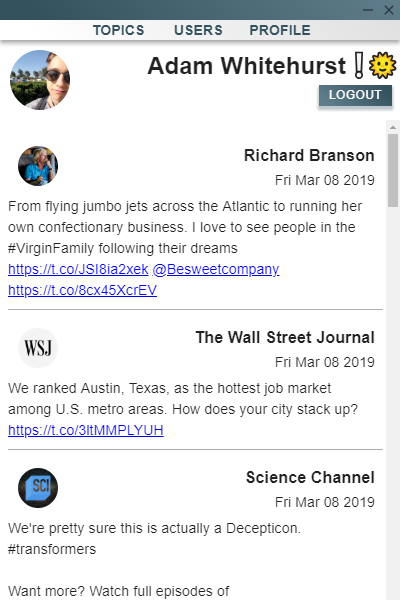 TOPICS USERS PROFILE
Adam Whitehurst ❕🌞
LOGOUT
Richard Branson
Fri Mar 08 2019
From flying jumbo jets across the Atlantic to running her
own confectionary business. I love to see people in the
#VirginFamily following their dreams
https://t.co/JSI8ia2xek @Besweetcompany
https://t.co/8cx45XcrEV
WSJ
The Wall Street Journal
Fri Mar 08 2019
We ranked Austin, Texas, as the hottest job market
among U.S. metro areas. How does your city stack up?
https://t.co/3ltMMPLYUH
SCI
Science Channel
Fri Mar 08 2019
We're pretty sure this is actually a Decepticon.
#transformers
Want more? Watch full episodes of